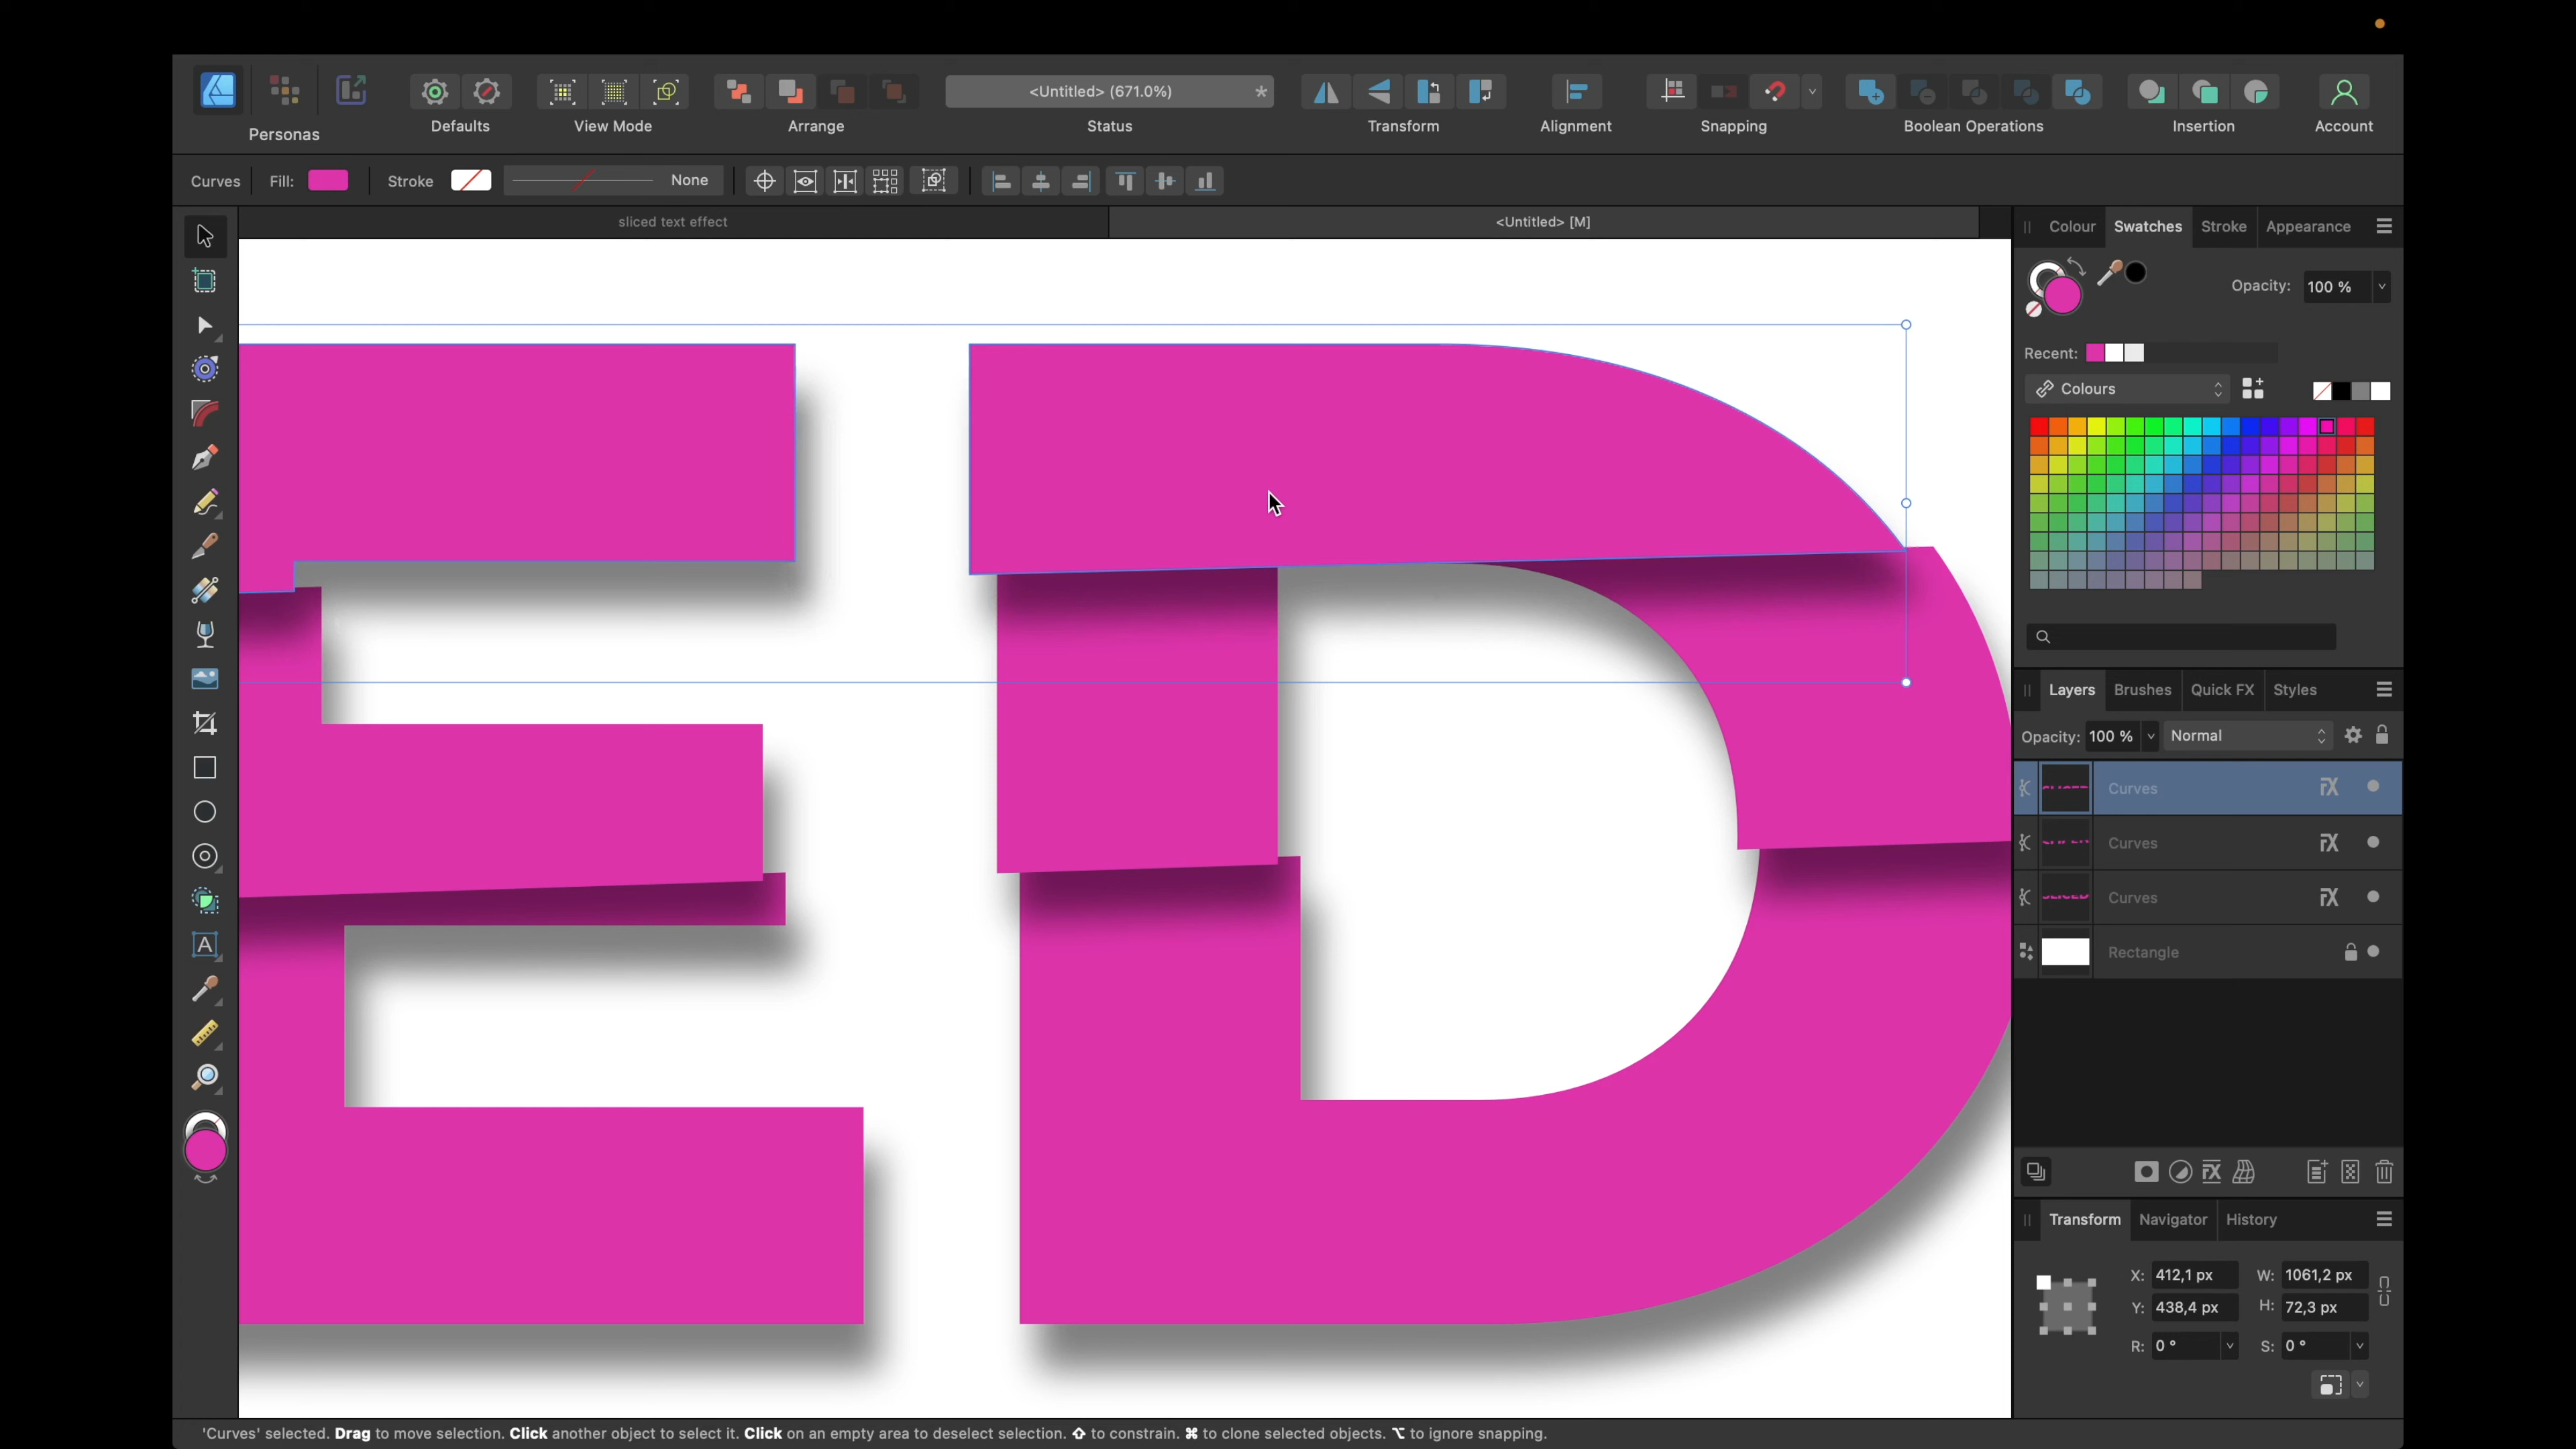 <Untitled> (671.0%) *
Personas Defaults View Mode Arrange Status Transform Alignment Snapping Boolean Operations Insertion Account
Curves Fill: Stroke None
sliced text effect <Untitled> [M]
Colour Swatches Stroke Appearance
Opacity: 100 %
Recent:
Colours
ED
Layers Brushes Quick FX Styles
Opacity: 100 % Normal
Curves
Curves
Curves
Rectangle
Transform Navigator History
X: 412,1 px W: 1061,2 px
Y: 438,4 px H: 72,3 px
R: 0 ° S: 0 °
'Curves' selected. Drag to move selection. Click another object to select it. Click on an empty area to deselect selection. ⇧ to constrain. ⌘ to clone selected objects. ⌥ to ignore snapping.